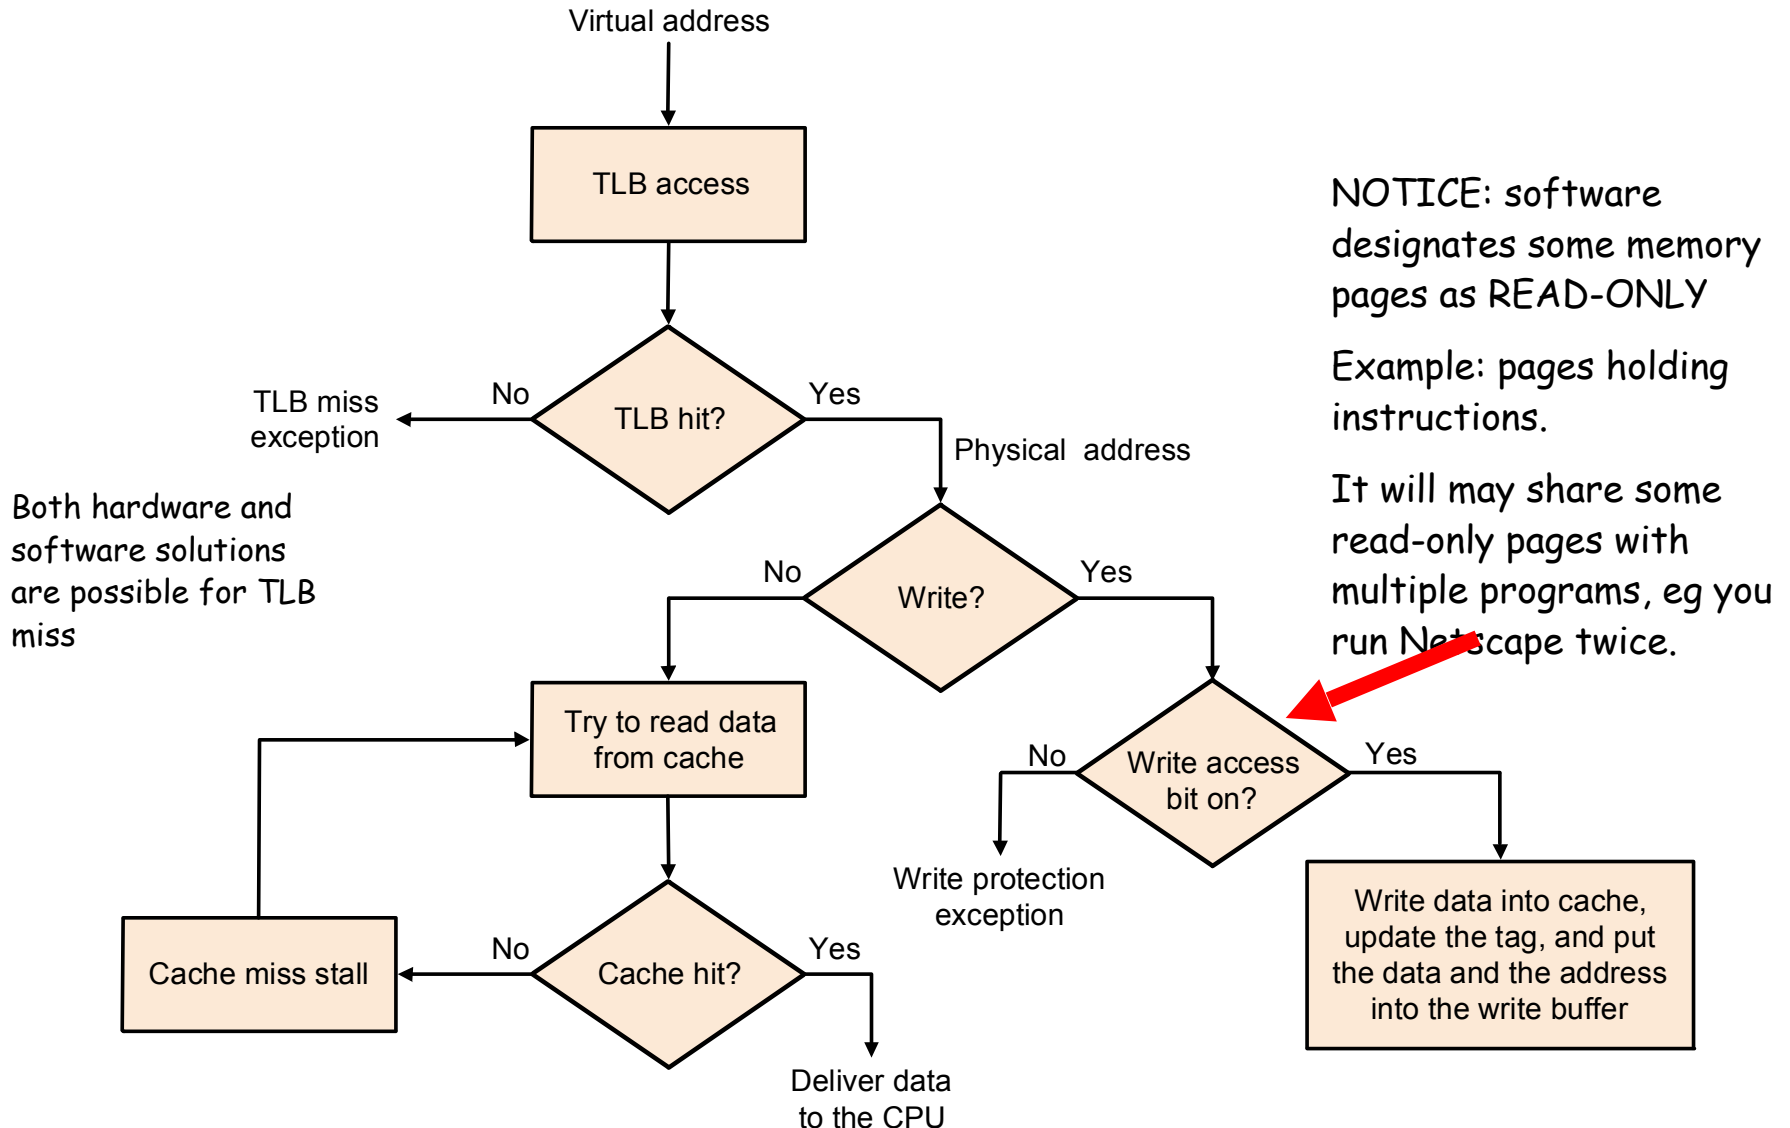 Virtual address
TLB access
NOTICE: software
designates some memory
pages as READ-ONLY
Example: pages holding
instructions.
It will may share some
read-only pages with
multiple programs, eg you
run Netscape twice.
No
Yes
TLB miss
exception
TLB hit?
Physical address
Both hardware and
software solutions
are possible for TLB
miss
No
Yes
Write?
Try to read data
from cache
No
Yes
Write access
bit on?
Write protection
exception
Write data into cache,
update the tag, and put
the data and the address
into the write buffer
No
Yes
Cache miss stall
Cache hit?
Deliver data
to the CPU